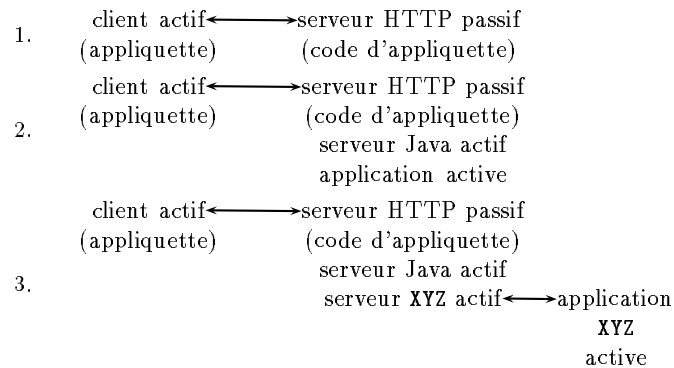 client actif serveur HTTP passif
1.
(appliquette) (code d'appliquette)
client actif serveur HTTP passif
(appliquette) (code d'appliquette)
2.
serveur Java actif
application active
client actif serveur HTTP passif
(appliquette) (code d'appliquette)
serveur Java actif
3.
serveur XYZ actif application
XYZ
active